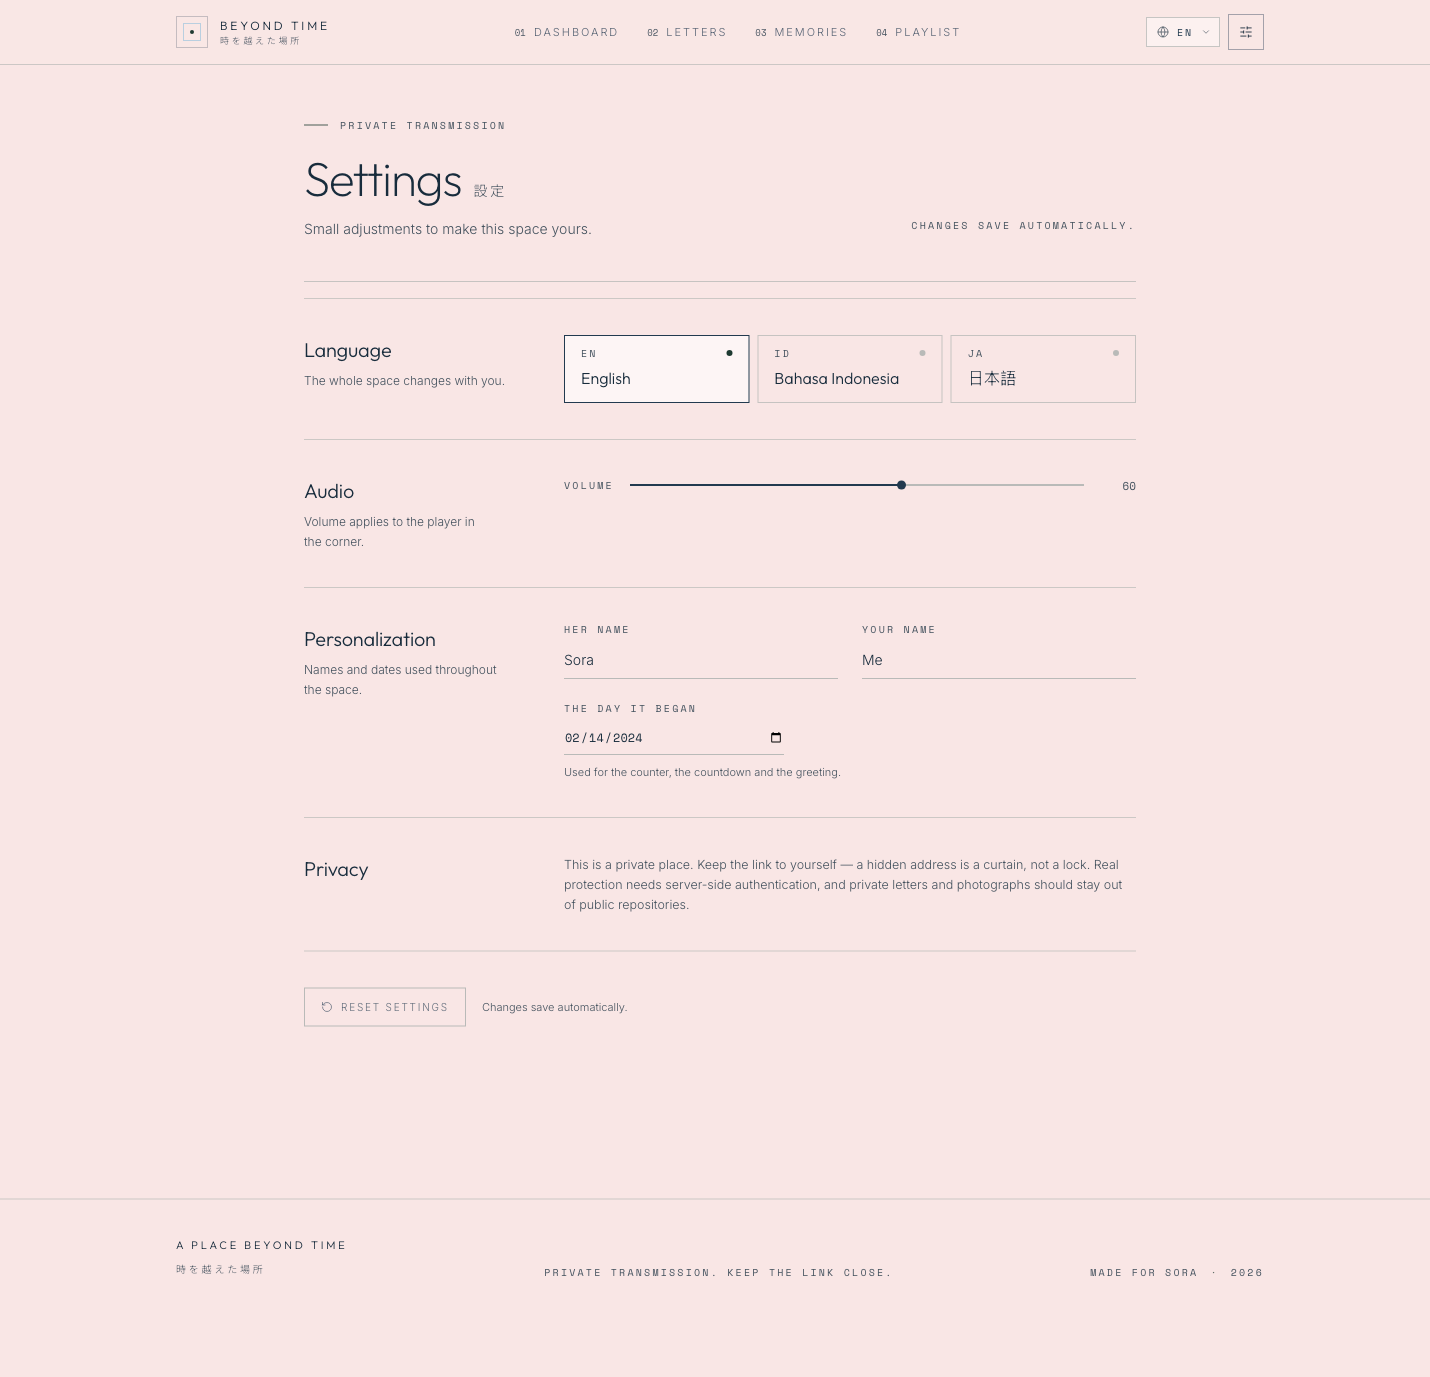 BEYOND TIME
時を越えた場所
01 DASHBOARD
02 LETTERS
03 MEMORIES
04 PLAYLIST
EN
PRIVATE TRANSMISSION
Settings 設定
Small adjustments to make this space yours.
CHANGES SAVE AUTOMATICALLY.
Language
The whole space changes with you.
EN
English
ID
Bahasa Indonesia
JA
日本語
Audio
Volume applies to the player in
the corner.
VOLUME
60
Personalization
Names and dates used throughout
the space.
HER NAME
Sora
YOUR NAME
Me
THE DAY IT BEGAN
02/14/2024
Used for the counter, the countdown and the greeting.
Privacy
This is a private place. Keep the link to yourself — a hidden address is a curtain, not a lock. Real
protection needs server-side authentication, and private letters and photographs should stay out
of public repositories.
RESET SETTINGS
Changes save automatically.
A PLACE BEYOND TIME
時を越えた場所
PRIVATE TRANSMISSION. KEEP THE LINK CLOSE.
MADE FOR SORA · 2026